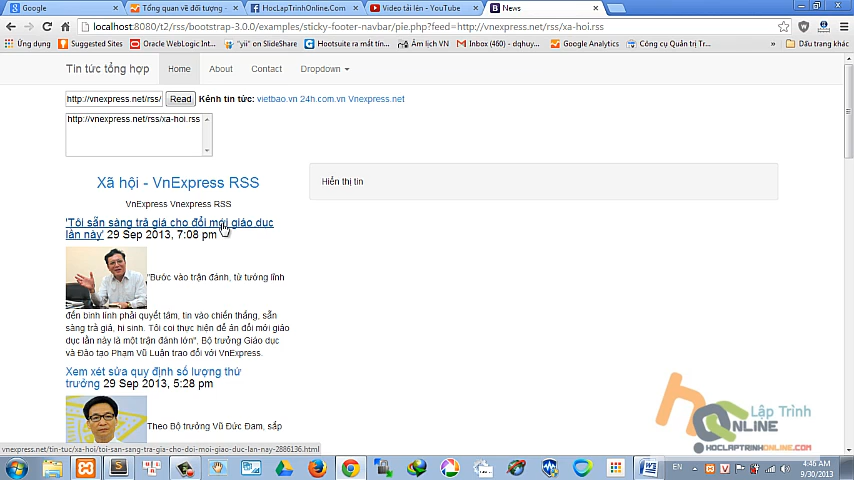 Google
Tổng quan về đối tượng -
HocLapTrinhOnline.Com
Video tải lên - YouTube
News
localhost:8080/t2/rss/bootstrap-3.0.0/examples/sticky-footer-navbar/pie.php?feed=http://vnexpress.net/rss/xa-hoi.rss
Ứng dụng
Suggested Sites
Oracle WebLogic Int...
"yii" on SlideShare
Hootsuite ra mắt tín...
Âm lịch VN
Inbox (460) - dqhuy...
Google Analytics
Công cụ Quản trị Tr...
»
Dấu trang khác
Tin tức tổng hợp Home About Contact Dropdown
http://vnexpress.net/rss/ Read Kênh tin tức: vietbao.vn 24h.com.vn Vnexpress.net
http://vnexpress.net/rss/xa-hoi.rss
Xã hội - VnExpress RSS
VnExpress Vnexpress RSS
Hiển thị tin
'Tôi sẵn sàng trả giá cho đổi mới giáo dục
lần này' 29 Sep 2013, 7:08 pm
"Bước vào trận đánh, từ tướng lĩnh
đến binh lính phải quyết tâm, tin vào chiến thắng, sẵn
sàng trả giá, hi sinh. Tôi coi thực hiện đề án đổi mới giáo
dục lần này là một trận đánh lớn", Bộ trưởng Giáo dục
và Đào tạo Phạm Vũ Luận trao đổi với VnExpress.
Xem xét sửa quy định số lượng thứ
trưởng 29 Sep 2013, 5:28 pm
Theo Bộ trưởng Vũ Đức Đam, sắp
Lập Trình
ONLINE
HOCLAPTRINHONLINE.COM
vnexpress.net/tin-tuc/xa-hoi/toi-san-sang-tra-gia-cho-doi-moi-giao-duc-lan-nay-2886136.html
EN
4:46 AM
9/30/2013